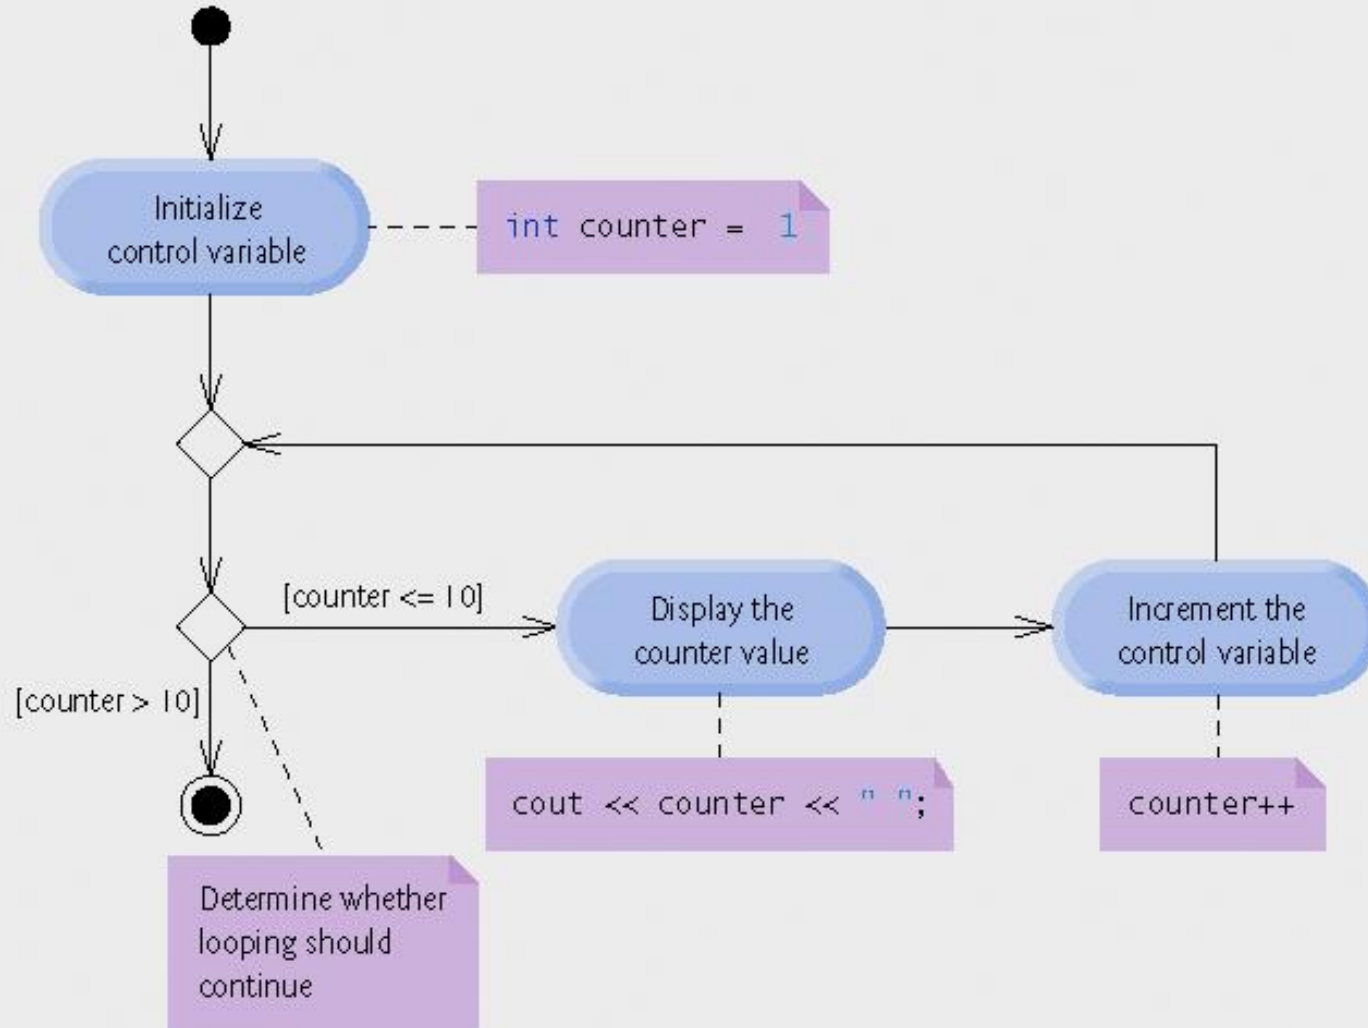 Initialize
control variable
int counter = 1
[counter <= 10]
Display the
counter value
Increment the
control variable
[counter > 10]
cout << counter << " ";
counter++
Determine whether
looping should
continue